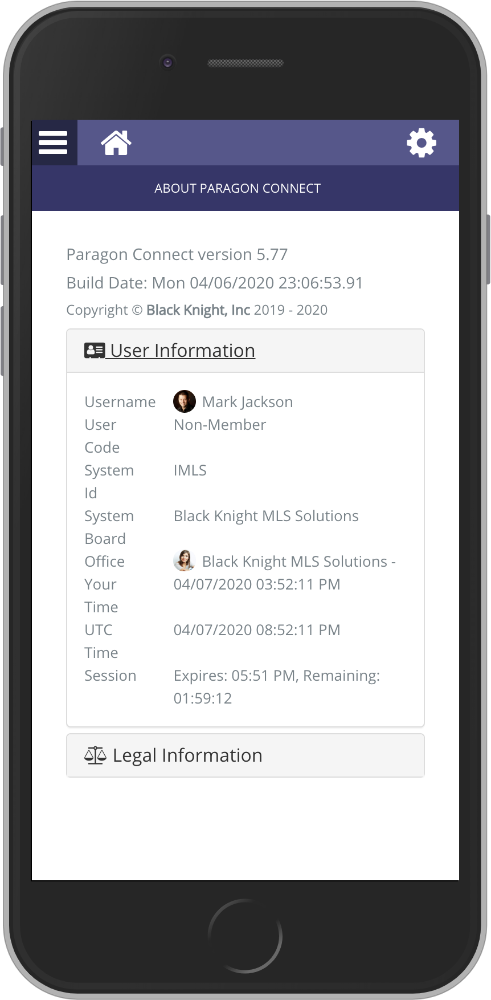 ABOUT PARAGON CONNECT
Paragon Connect version 5.77
Build Date: Mon 04/06/2020 23:06:53.91
Copyright © Black Knight, Inc 2019 - 2020
User Information
Username Mark Jackson
User Non-Member
Code
System IMLS
Id
System Black Knight MLS Solutions
Board
Office Black Knight MLS Solutions -
Your 04/07/2020 03:52:11 PM
Time
UTC 04/07/2020 08:52:11 PM
Time
Session Expires: 05:51 PM, Remaining:
01:59:12
Legal Information